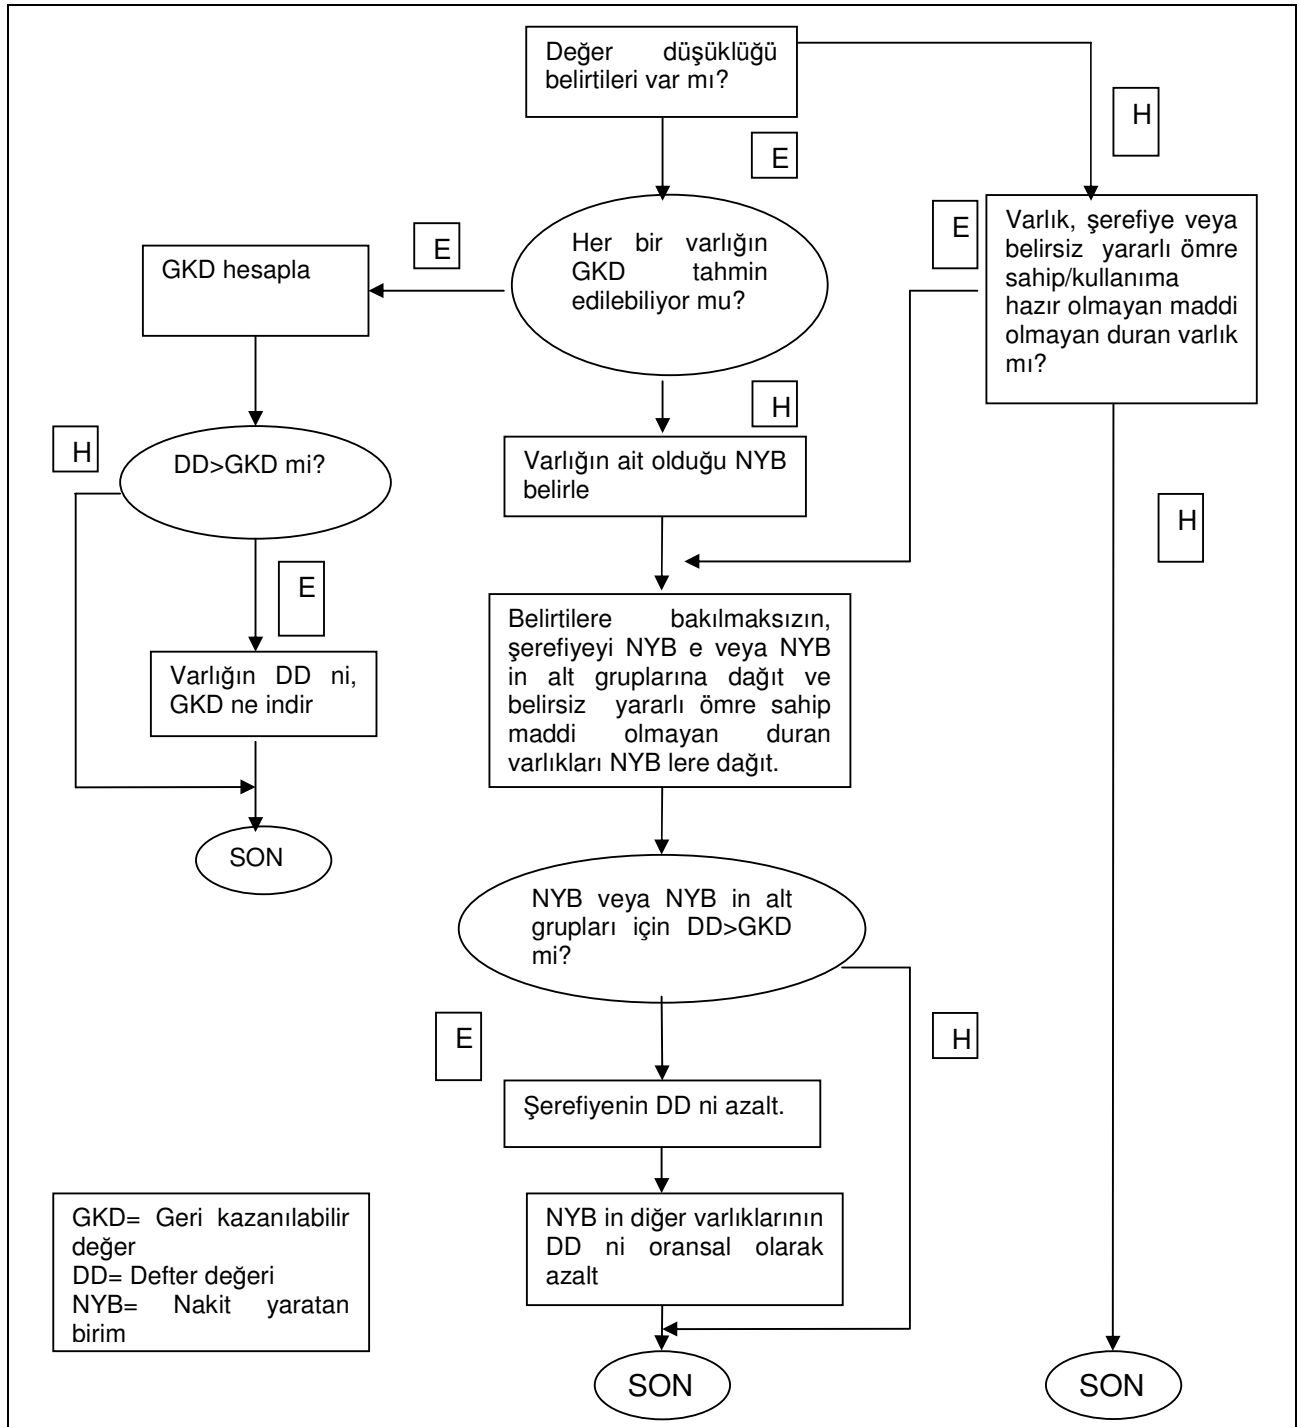 Değer düşüklüğü
belirtileri var mı?
H
E
Varlık, şerefiye veya
belirsiz yararlı ömre
sahip/kullanıma
hazır olmayan maddi
olmayan duran varlık
mı?
E
Her bir varlığın
GKD tahmin
edilebiliyor mu?
E
GKD hesapla
H
H
DD>GKD mi?
Varlığın ait olduğu NYB
belirle
H
E
Belirtilere bakılmaksızın,
şerefiyeyi NYB e veya NYB
in alt gruplarına dağıt ve
belirsiz yararlı ömre sahip
maddi olmayan duran
varlıkları NYB lere dağıt.
Varlığın DD ni,
GKD ne indir
SON
NYB veya NYB in alt
grupları için DD>GKD
mi?
E
H
Şerefiyenin DD ni azalt.
NYB in diğer varlıklarının
DD ni oransal olarak
azalt
GKD= Geri kazanılabilir
değer
DD= Defter değeri
NYB= Nakit yaratan
birim
SON
SON